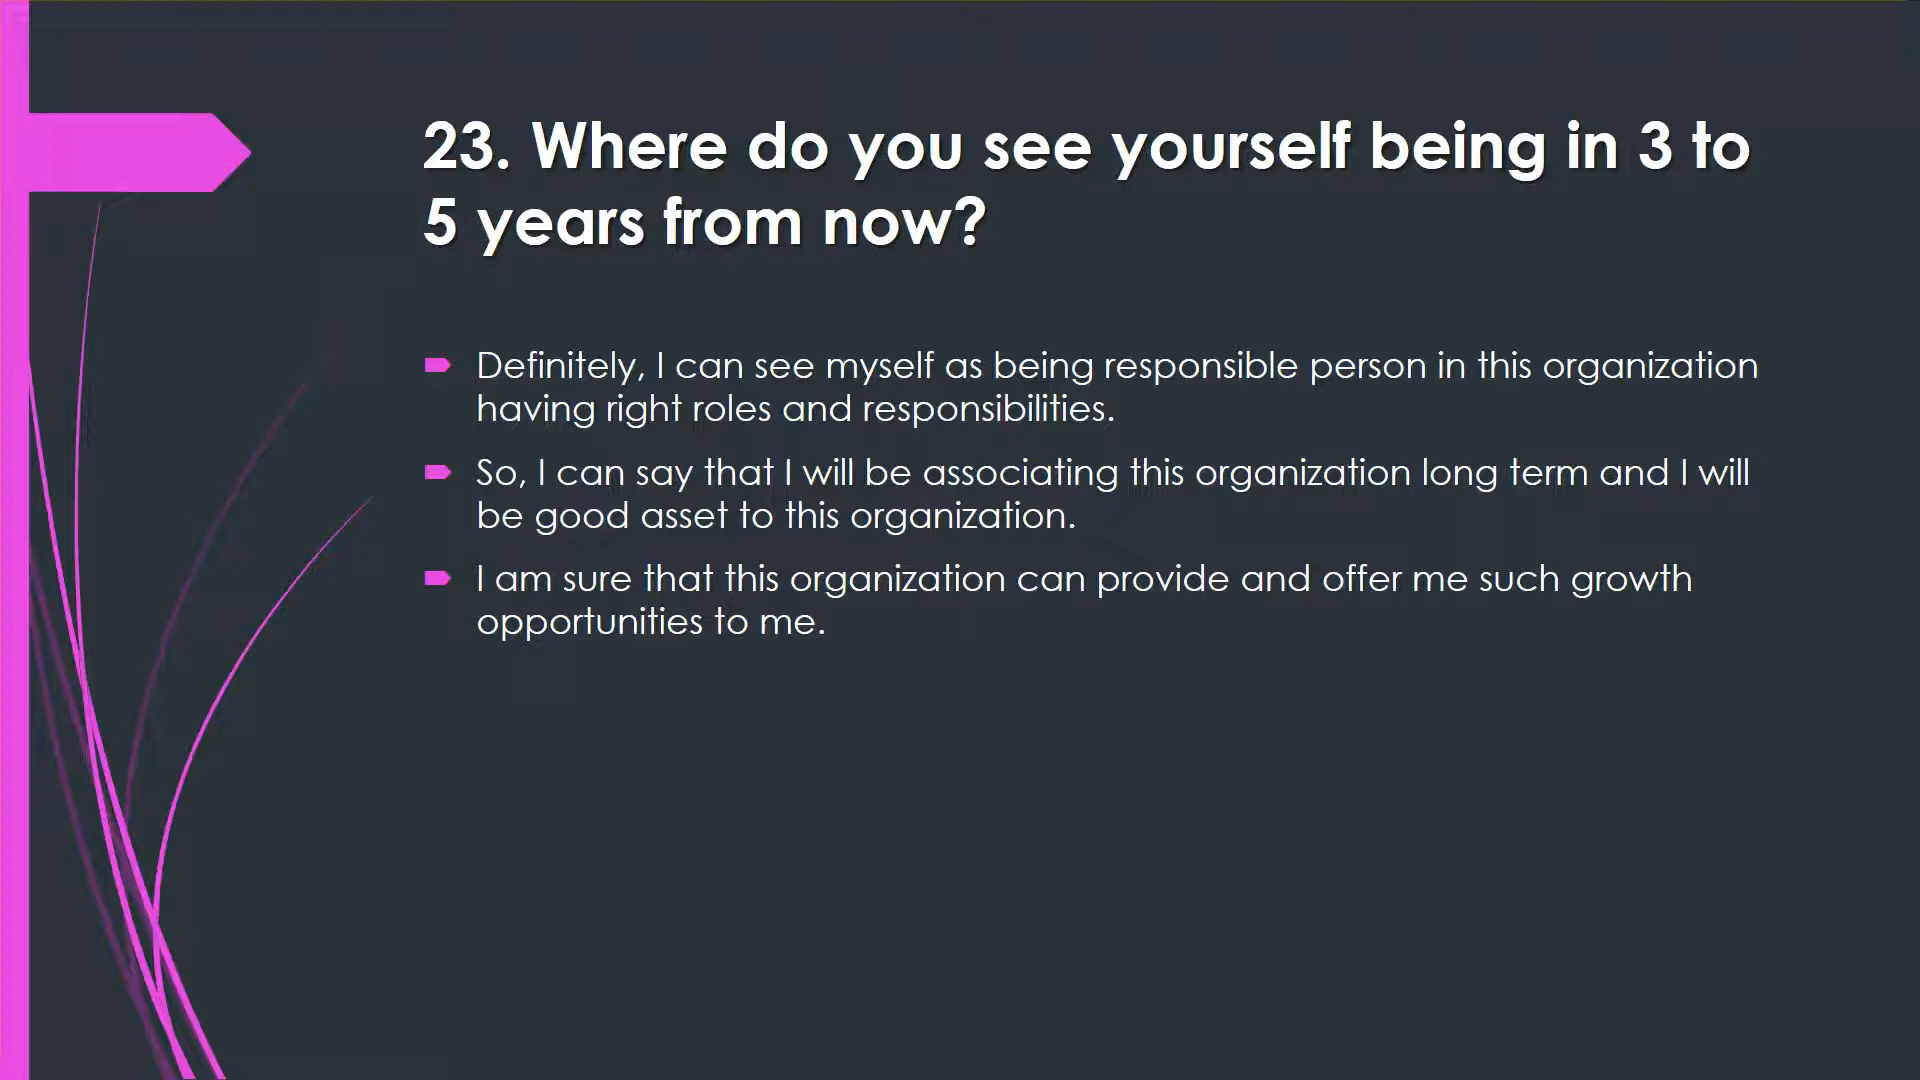 23. Where do you see yourself being in 3 to
5 years from now?
Definitely, I can see myself as being responsible person in this organization
having right roles and responsibilities.
So, I can say that I will be associating this organization long term and I will
be good asset to this organization.
I am sure that this organization can provide and offer me such growth
opportunities to me.